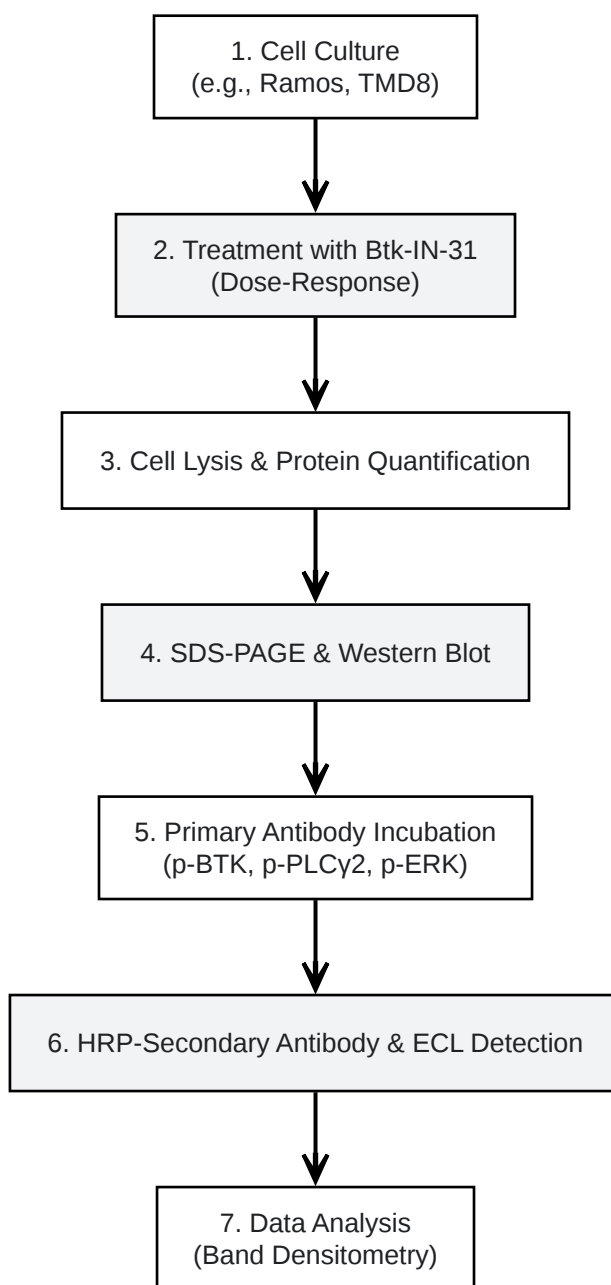 1. Cell Culture
(e.g., Ramos, TMD8)
2. Treatment with Btk-IN-31
(Dose-Response)
3. Cell Lysis & Protein Quantification
4. SDS-PAGE & Western Blot
5. Primary Antibody Incubation
(p-BTK, p-PLCγ2, p-ERK)
6. HRP-Secondary Antibody & ECL Detection
7. Data Analysis
(Band Densitometry)